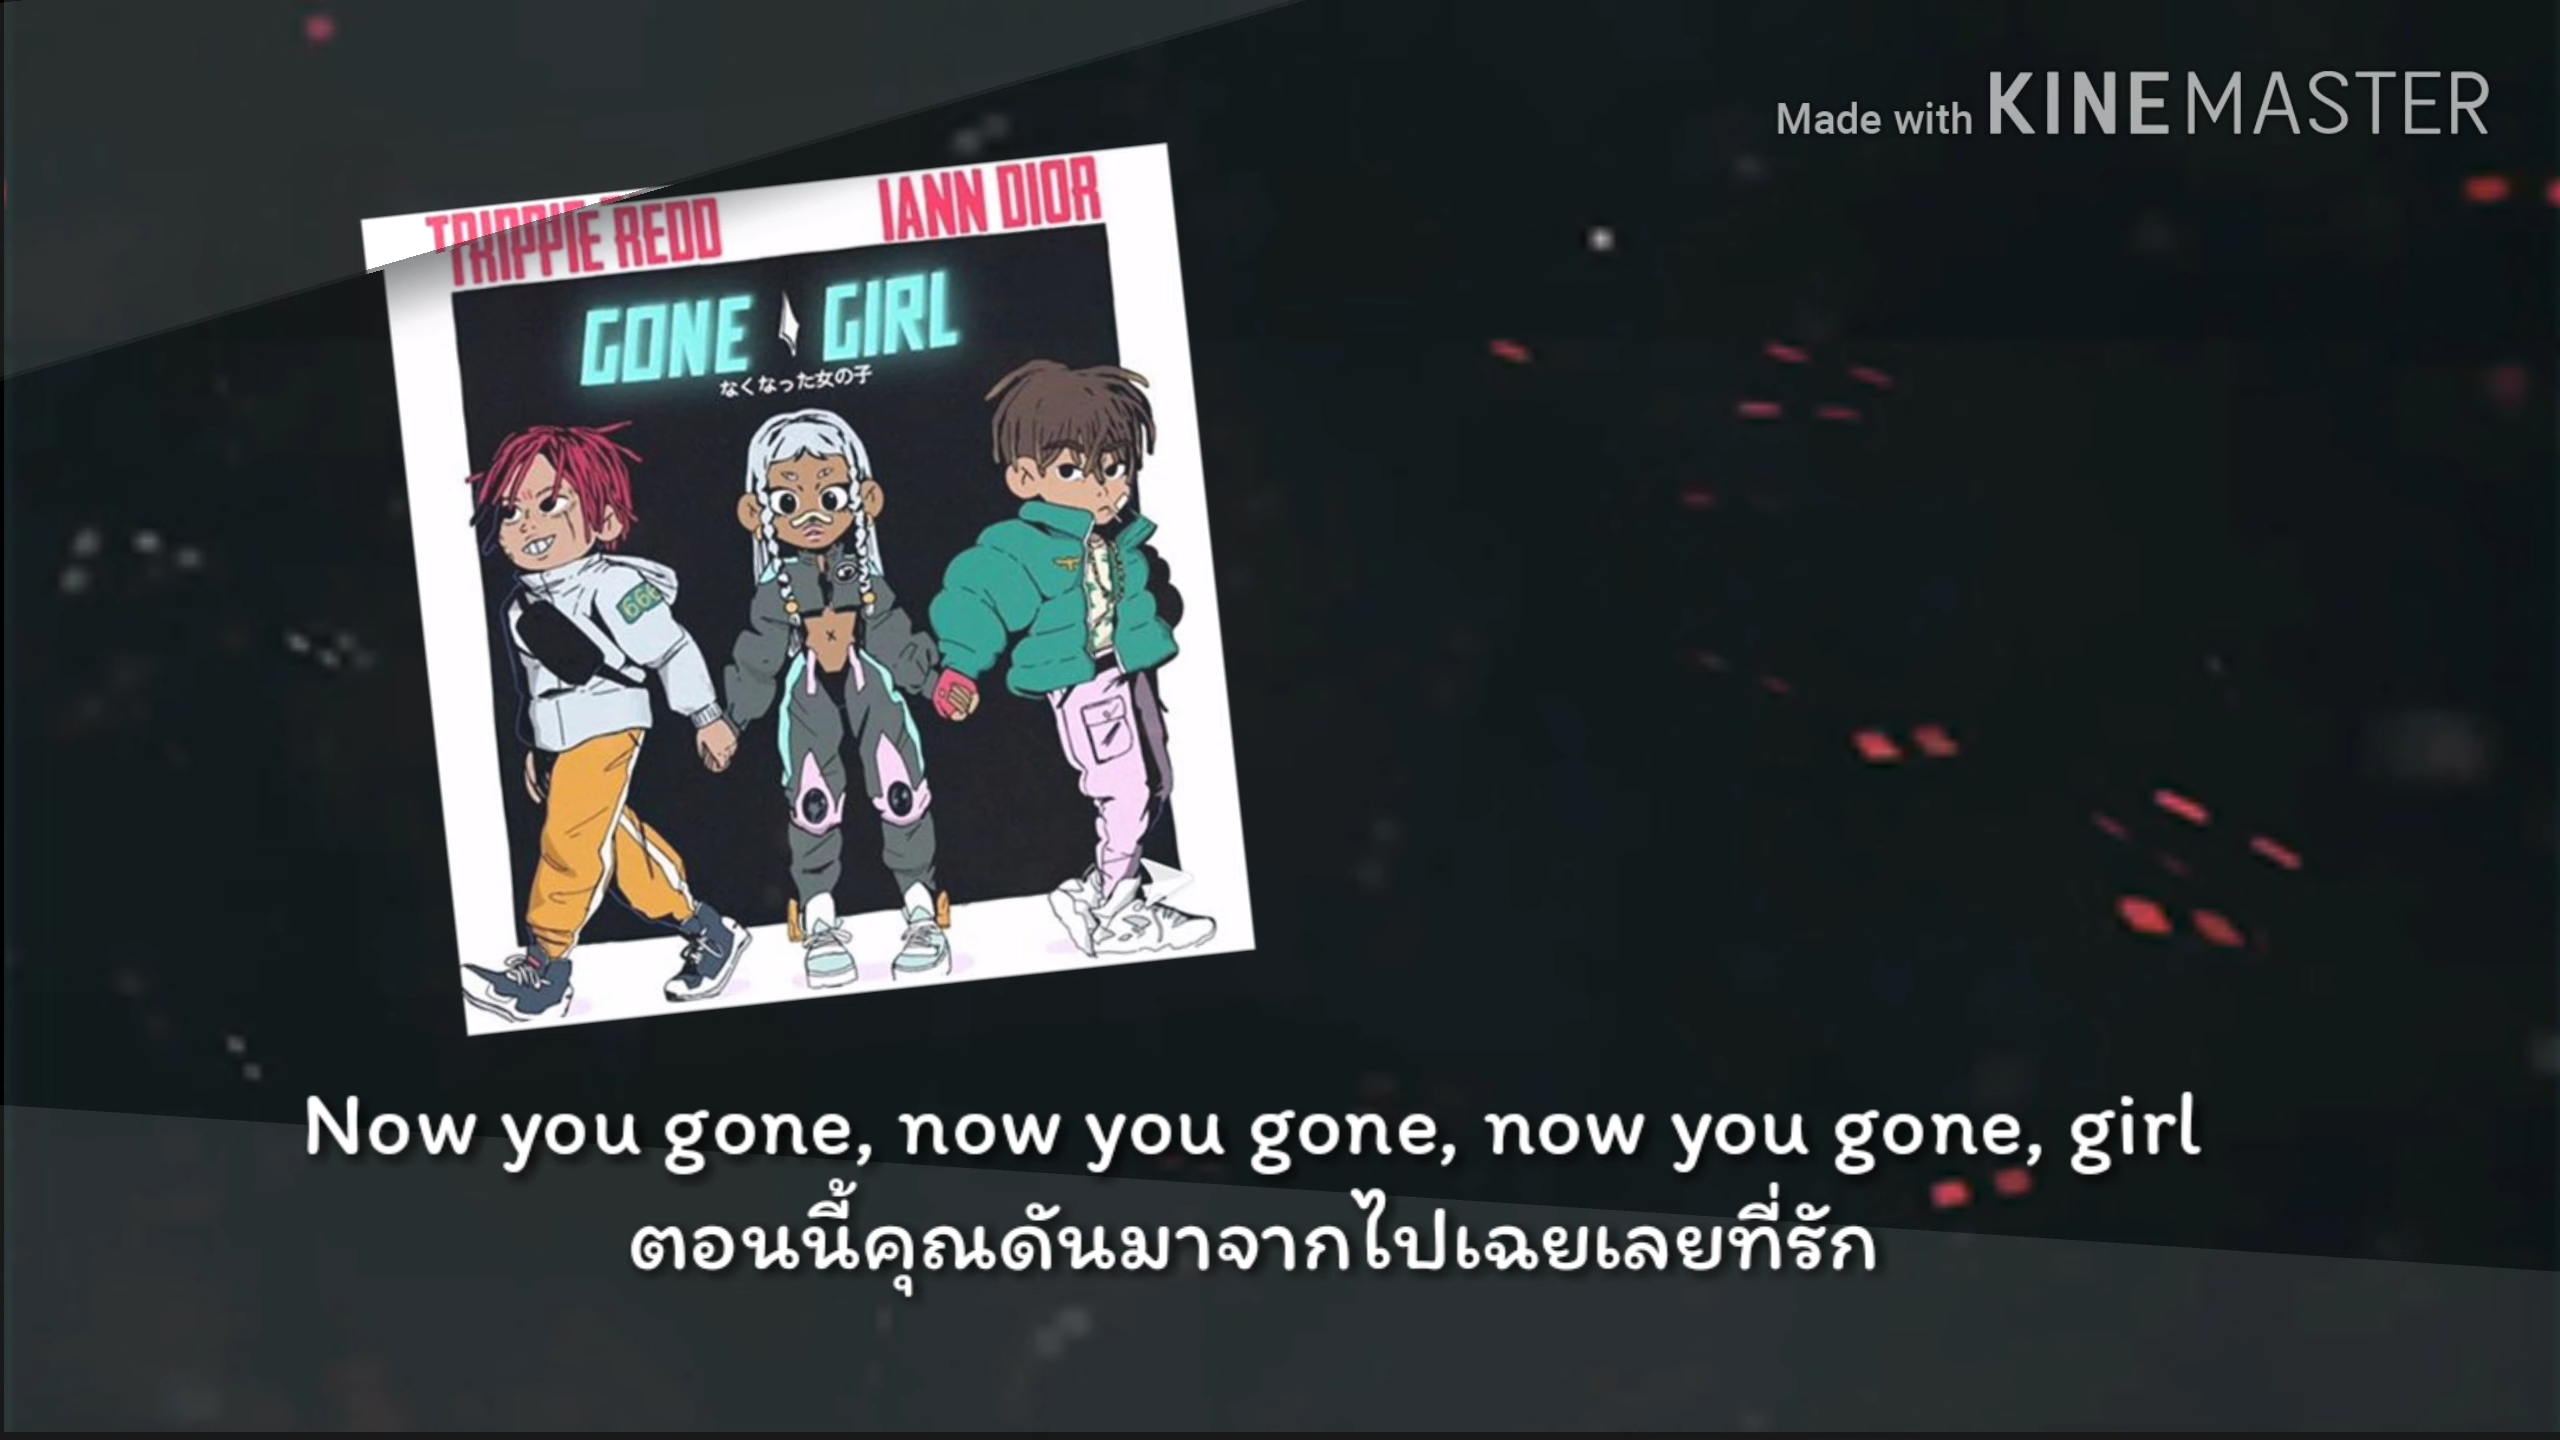 Made with KINEMASTER
TRIPPIE REDD IANN DIOR
GONE GIRL
なくなった女の子
666
Now you gone, now you gone, now you gone, girl
ตอนนี้คุณดันมาจากไปเฉยเลยที่รัก